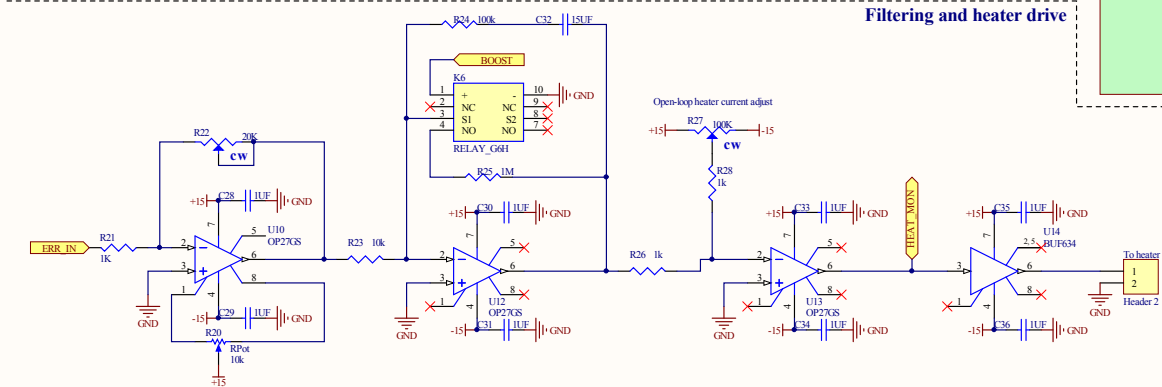 Filtering and heater drive
R24
100k
C32
15UF
BOOST
K6
1
+
-
10
GND
2
NC
NC
9
3
S1
S2
8
4
NO
NO
7
RELAY_G6H
R25
1M
Open-loop heater current adjust
R27
100K
+15
-15
cw
R28
1k
R22
20K
cw
+15
C28
1UF
GND
7
5
U10
OP27GS
ERR_IN
R21
1K
2
3
6
8
1
4
GND
-15
C29
1UF
GND
R20
RPot
10k
+15
R23
10k
+15
C30
1UF
GND
7
5
2
3
6
8
1
4
U12
OP27GS
GND
-15
C31
1UF
GND
R26
1k
+15
C33
1UF
GND
7
5
2
3
6
8
1
4
U13
OP27GS
GND
-15
C34
1UF
GND
+15
C35
1UF
GND
7
2, 5
U14
BUF634
3
6
8
1
4
-15
C36
1UF
GND
To heater
1
2
Header 2
GND